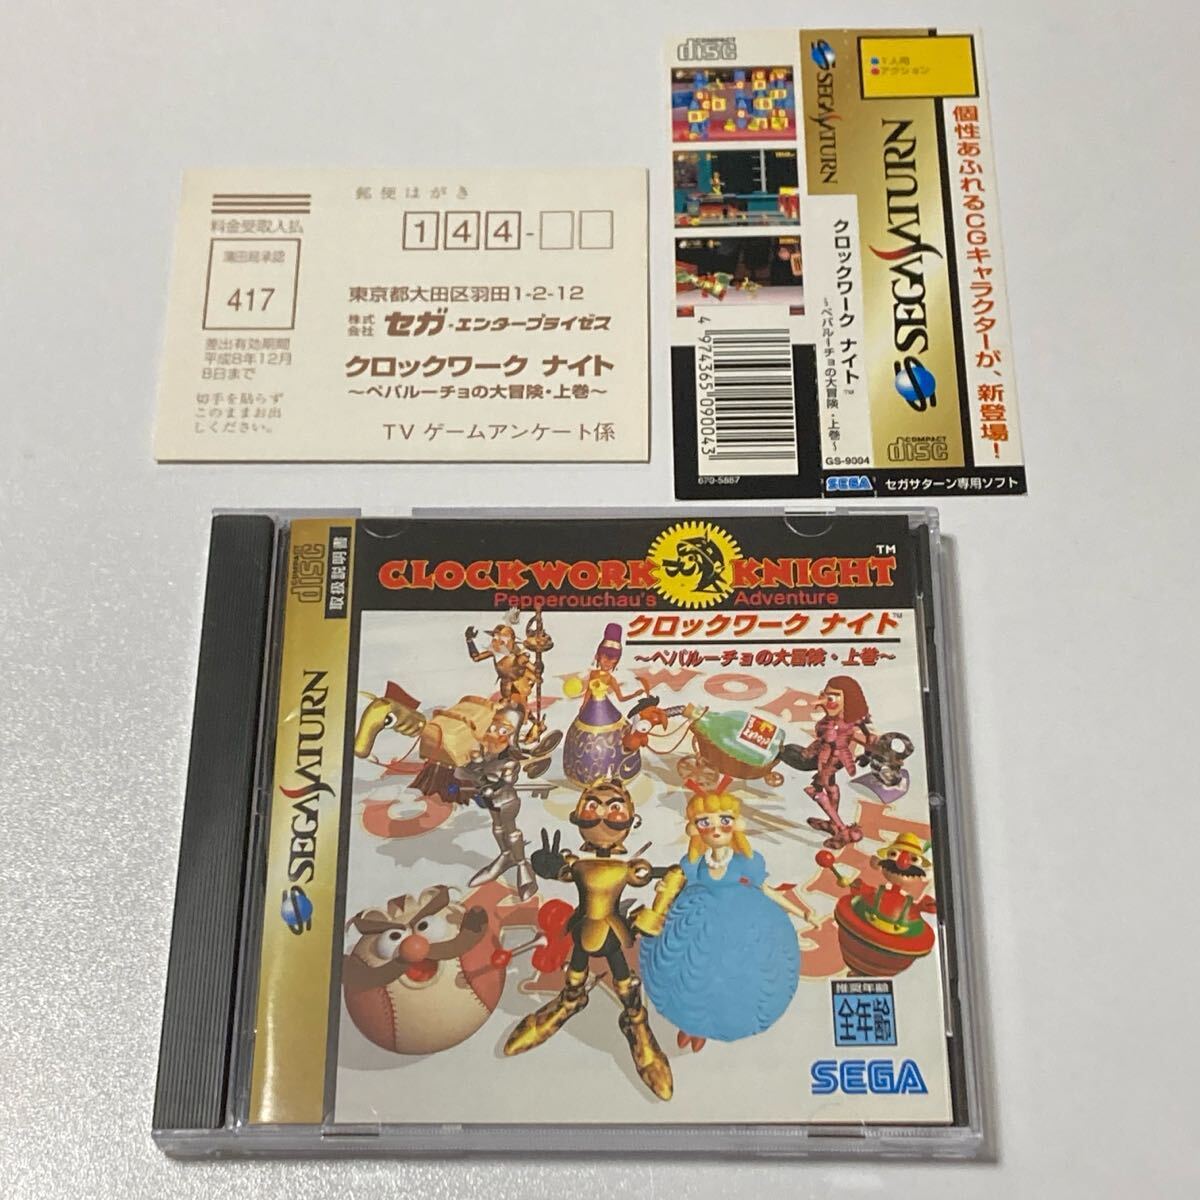 郵便はがき
料金受取人払
蒲田局承認
417
差出有効期間
平成8年12月
8日まで
切手を貼らず
このままお出
しください。
144-
東京都大田区羽田1-2-12
株式会社 セガ・エンタープライゼス
クロックワーク ナイト
～ペパルーチョの大冒険・上巻～
TV ゲームアンケート係
COMPACT disc
4974365090043
670-5887
SEGA SATURN
クロックワーク ナイト™
～ペパルーチョの大冒険・上巻～
GS-9004
SEGA
●1人用
●アクション
SEGA SATURN
COMPACT disc
セガサターン専用ソフト
個性あふれるCGキャラクターが、新登場!
COMPACT disc
取扱説明書
SEGA SATURN
CLOCKWORK KNIGHT™
Pepperouchau's Adventure
クロックワーク ナイト™
～ペパルーチョの大冒険・上巻～
推奨年齢
全年齢
SEGA